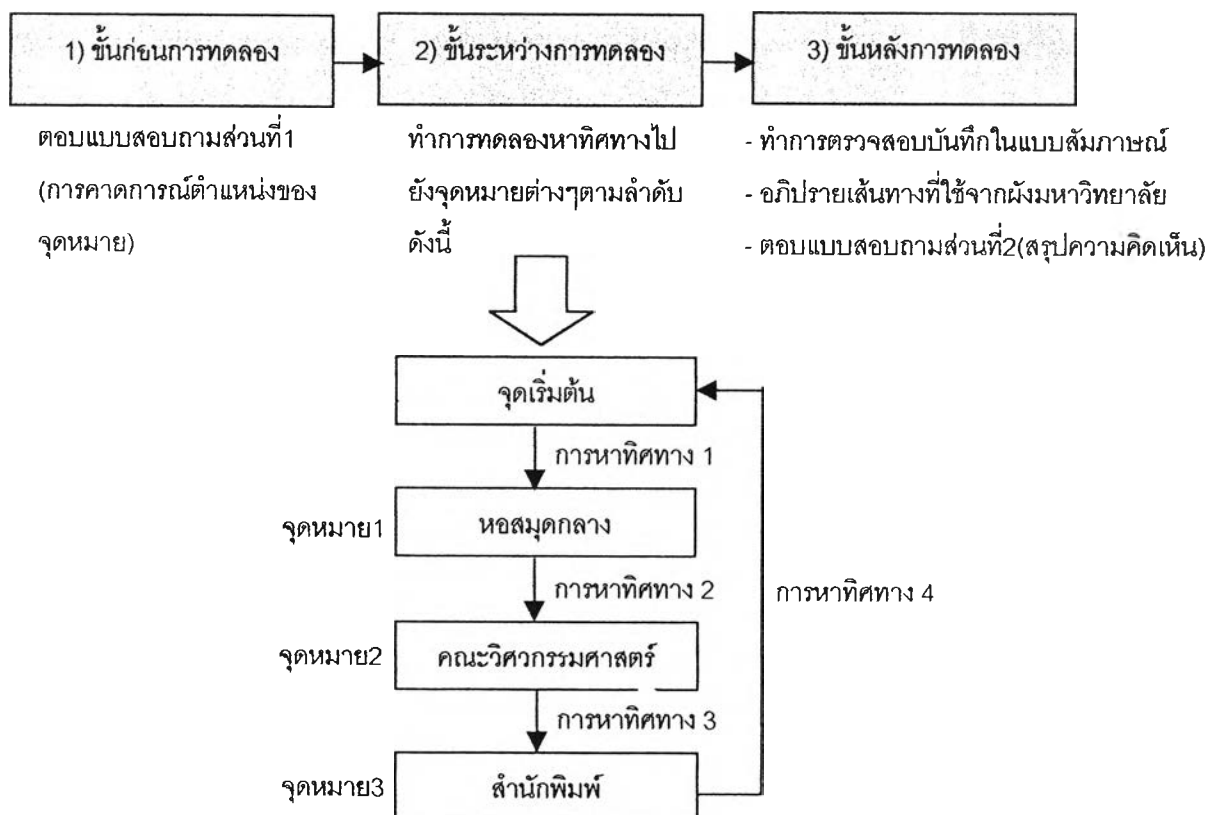 1) ขั้นก่อนการทดลอง
2) ขั้นระหว่างการทดลอง
3) ขั้นหลังการทดลอง
ตอบแบบสอบถามส่วนที่1
(การคาดการณ์ตำแหน่งของ
จุดหมาย)
ทำการทดลองหาทิศทางไป
ยังจุดหมายต่างๆตามลำดับ
ดังนี้
- ทำการตรวจสอบบันทึกในแบบสัมภาษณ์
- อภิปรายเส้นทางที่ใช้จากผังมหาวิทยาลัย
- ตอบแบบสอบถามส่วนที่2(สรุปความคิดเห็น)
จุดเริ่มต้น
การหาทิศทาง 1
จุดหมาย1
หอสมุดกลาง
การหาทิศทาง 2
การหาทิศทาง 4
จุดหมาย2
คณะวิศวกรรมศาสตร์
การหาทิศทาง 3
จุดหมาย3
สำนักพิมพ์